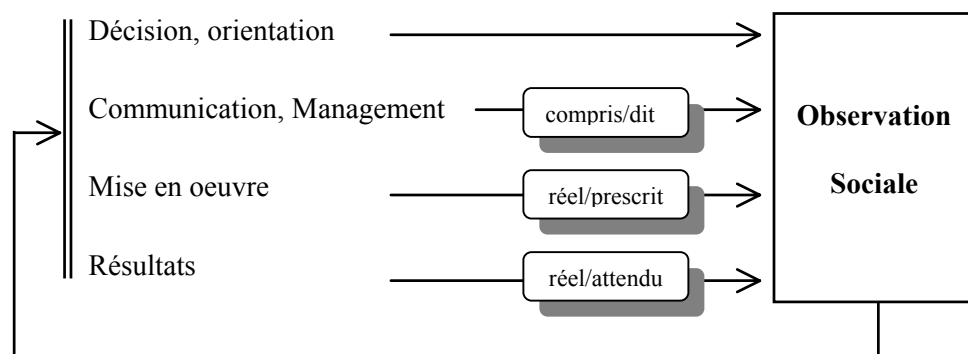 Décision, orientation
Communication, Management
compris/dit
Mise en oeuvre
réel/prescrit
Résultats
réel/attendu
Observation
Sociale